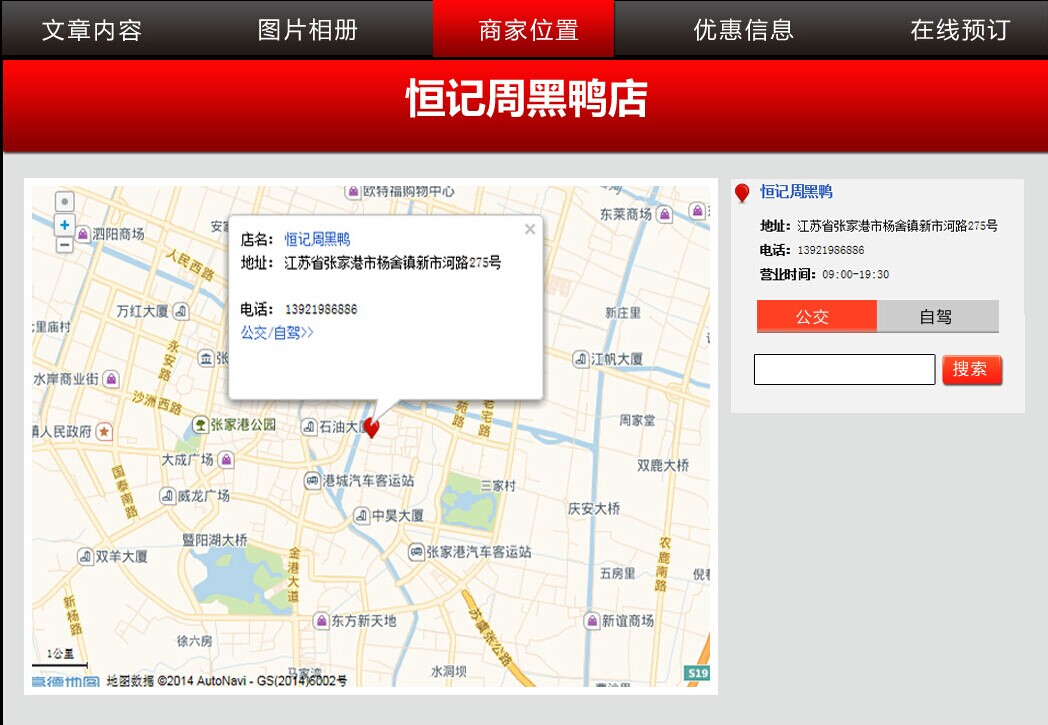 文章内容
图片相册
商家位置
优惠信息
在线预订
恒记周黑鸭店
欧特福购物中心
东莱商场
泗阳商场
人民西路
店名： 恒记周黑鸭
地址： 江苏省张家港市杨舍镇新市河路275号
电话： 13921986886
公交/自驾>>
万红大厦
新庄里
七里庙村
永安路
江帆大厦
水岸商业街
沙洲西路
张家港公园
石油大厦
周家堂
镇人民政府
大成广场
双鹿大桥
港城汽车客运站
三家村
国泰南路
威龙广场
庆安大桥
中昊大厦
暨阳湖大桥
双羊大厦
张家港汽车客运站
金港大道
农鹿南路
五房里
新杨路
东方新天地
新谊商场
徐六房
苏虞张公路
1公里
马家湾
水洞坝
S19
高德地图 地图数据 ©2014 AutoNavi - GS(2014)6002号
恒记周黑鸭
地址：江苏省张家港市杨舍镇新市河路275号
电话：13921986886
营业时间：09:00-19:30
公交
自驾
搜索